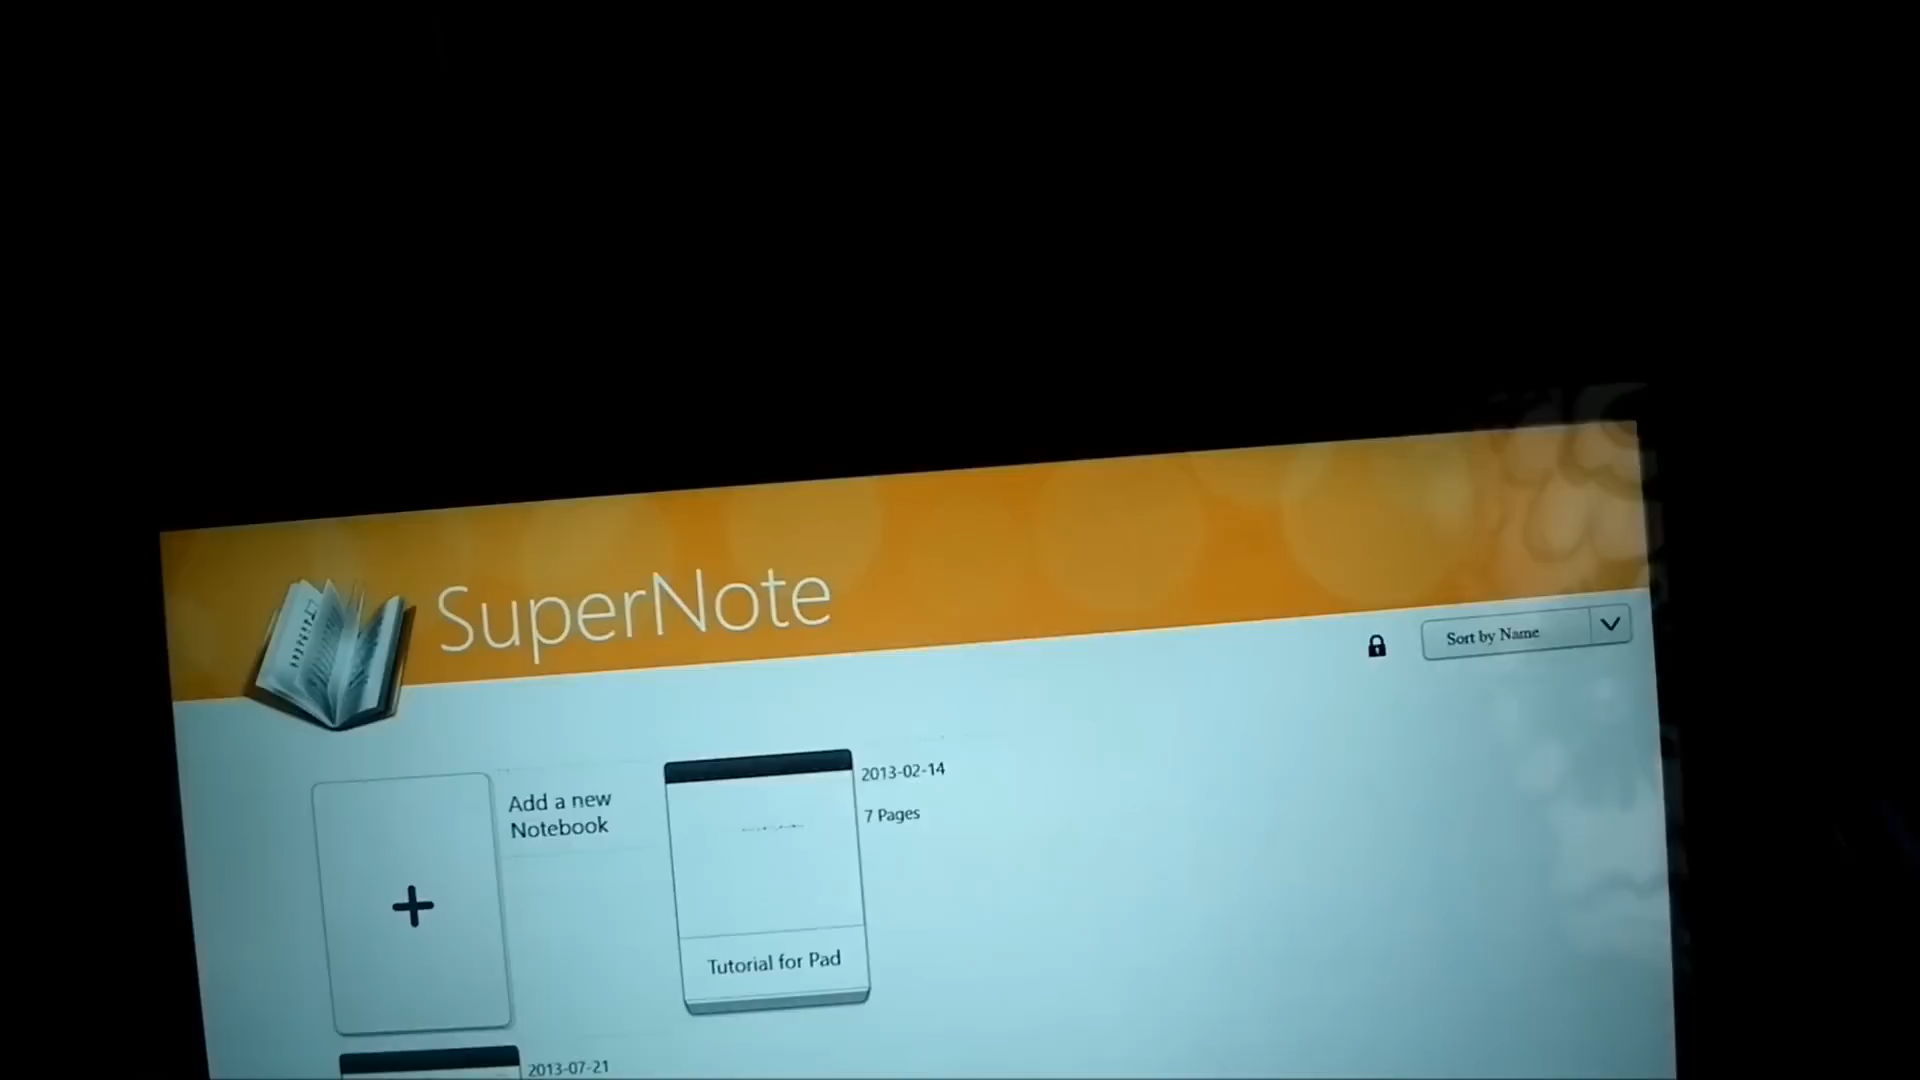 SuperNote
Sort by Name
Add a new
Notebook
2013-02-14
7 Pages
Tutorial for Pad
2013-07-21